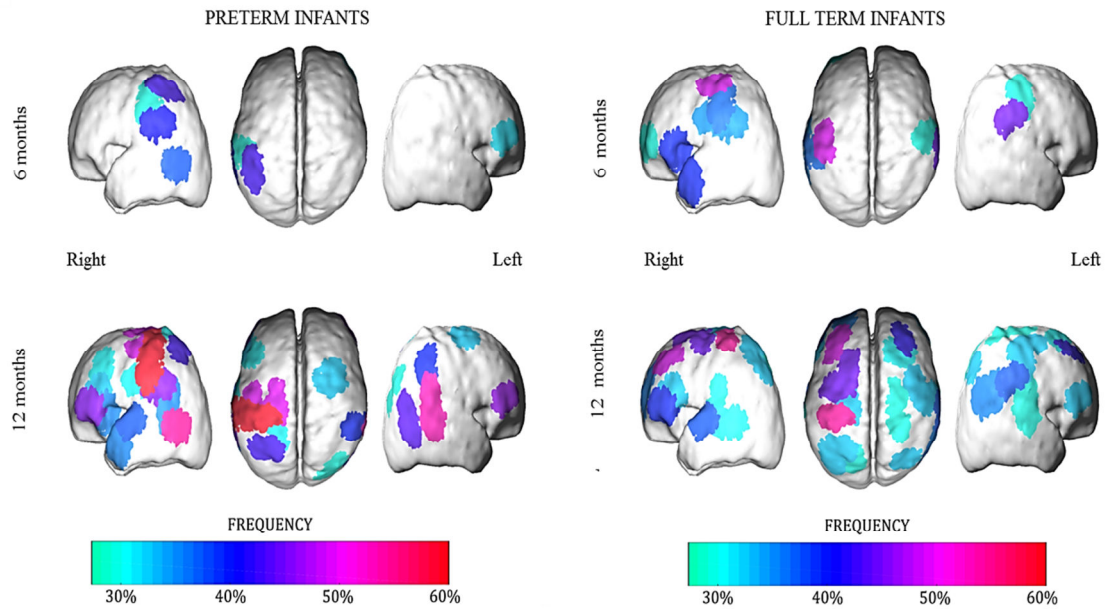 PRETERM INFANTS
FULL TERM INFANTS
6 months
6 months
Right
Left
Right
Left
12 months
12 months
FREQUENCY
FREQUENCY
30% 40% 50% 60%
30% 40% 50% 60%